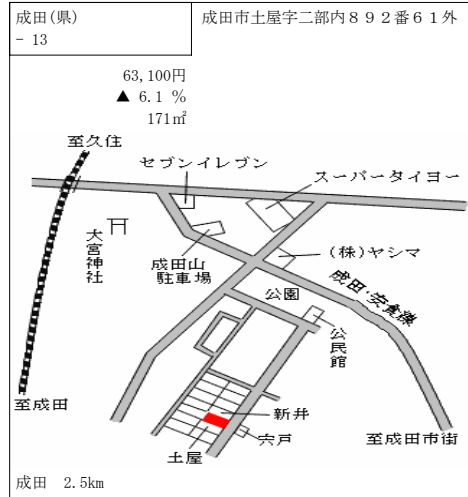 成田(県)
- 13
成田市土屋字二部内８９２番６１外
63,100円
▲ 6.1 %
171㎡
至久住
セブンイレブン
スーパータイヨー
大宮神社
成田山
駐車場
(株)ヤシマ
公園
成田・安食線
公民館
新井
宍戸
土屋
至成田
至成田市街
成田　2.5km